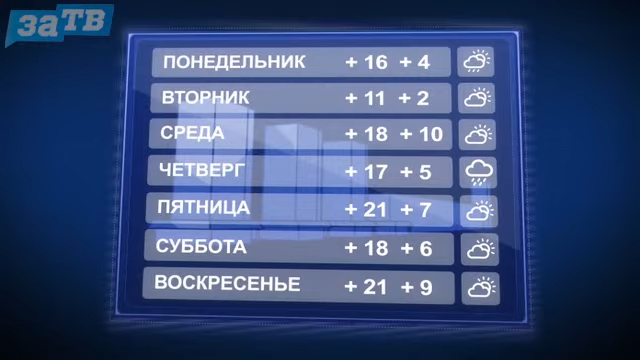 заТВ
ПОНЕДЕЛЬНИК + 16 + 4
ВТОРНИК + 11 + 2
СРЕДА + 18 + 10
ЧЕТВЕРГ + 17 + 5
ПЯТНИЦА + 21 + 7
СУББОТА + 18 + 6
ВОСКРЕСЕНЬЕ + 21 + 9